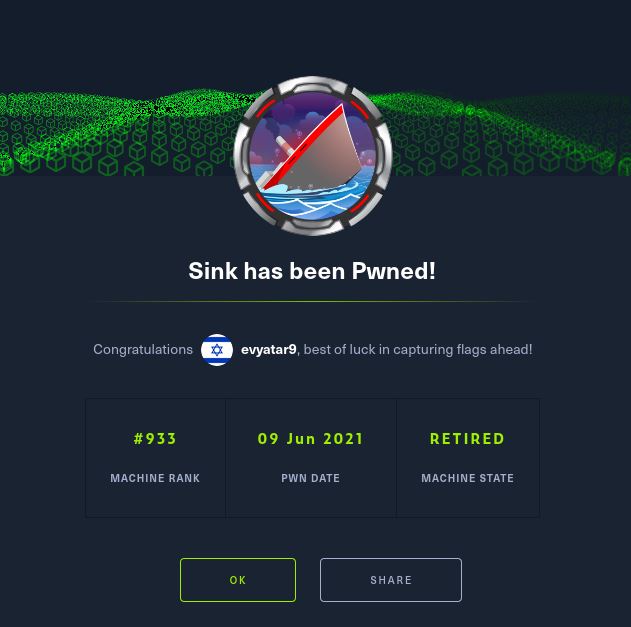 Sink has been Pwned!
Congratulations evyatar9, best of luck in capturing flags ahead!
#933 09 Jun 2021 RETIRED
MACHINE RANK PWN DATE MACHINE STATE
OK SHARE